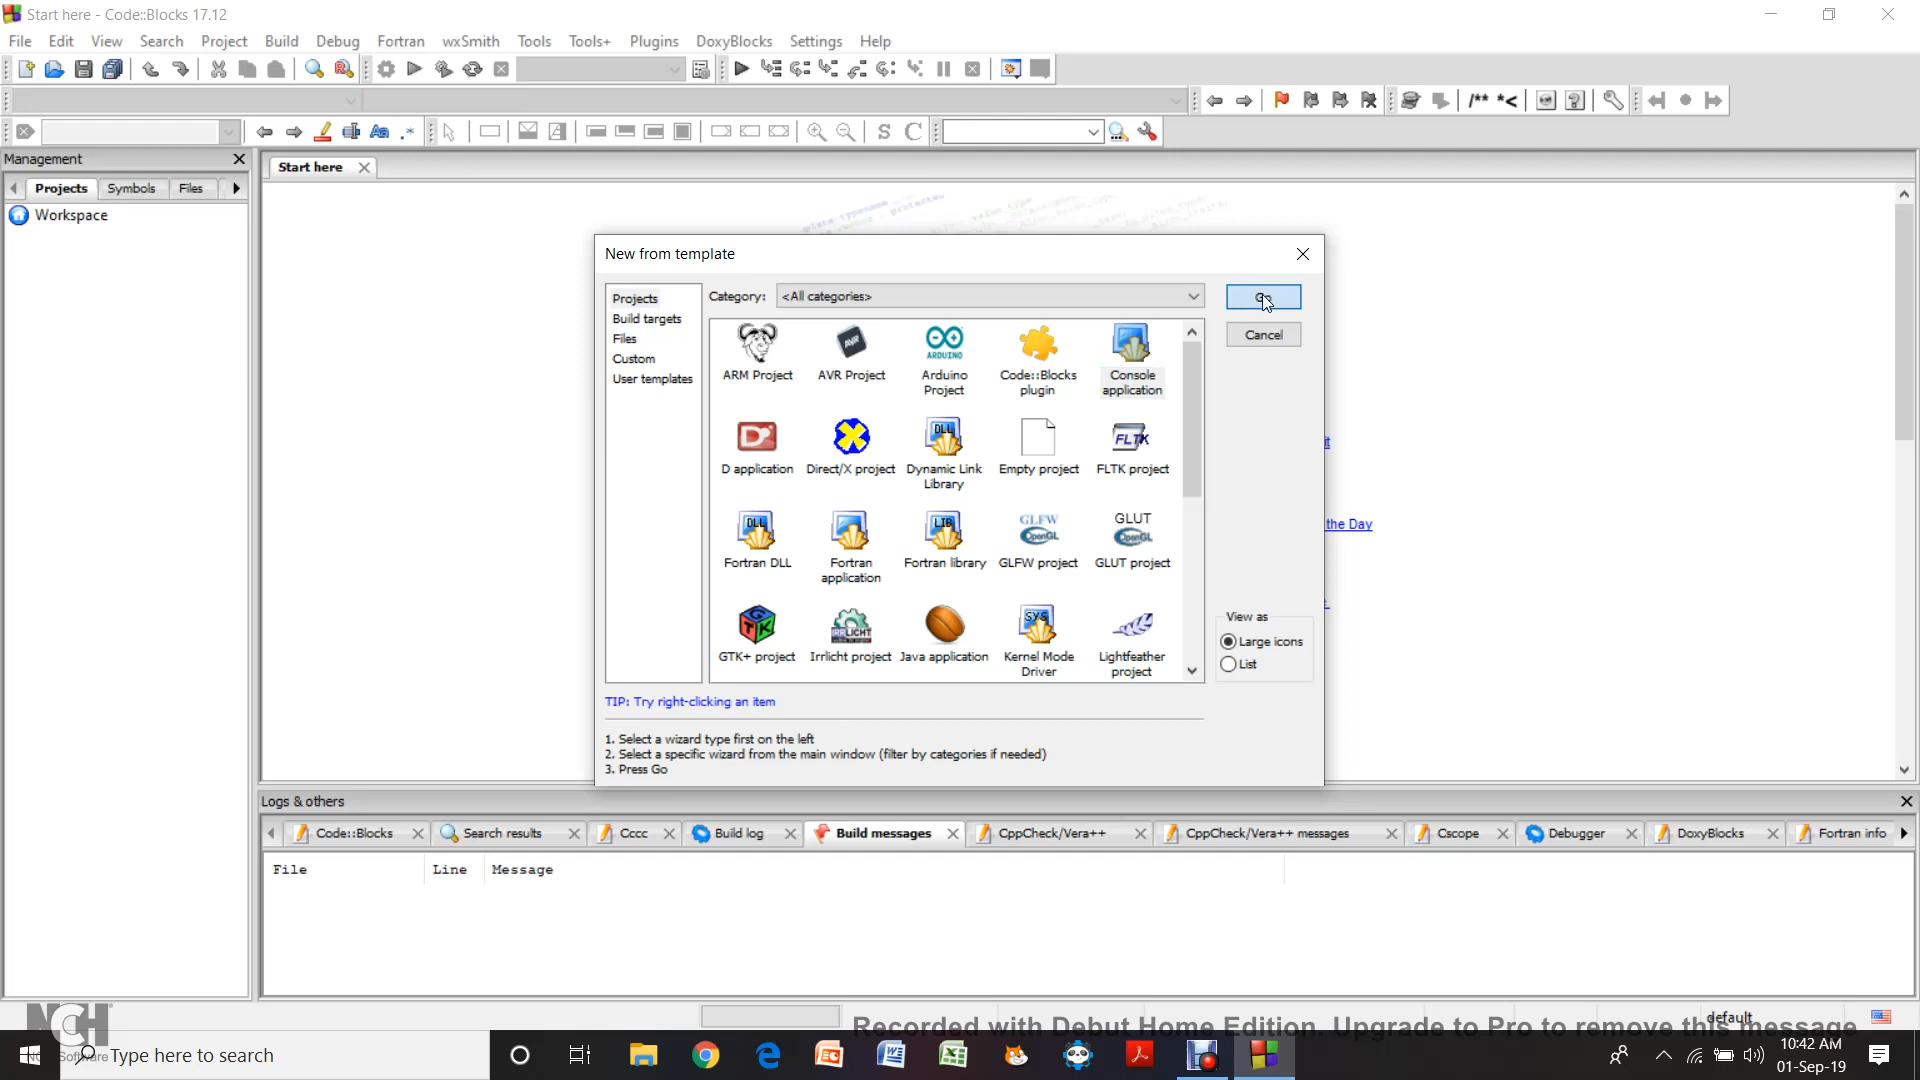 Start here - Code::Blocks 17.12
File Edit View Search Project Build Debug Fortran wxSmith Tools Tools+ Plugins DoxyBlocks Settings Help
/** *<
Management
Start here
Projects Symbols Files
Workspace
New from template
Projects
Build targets
Files
Custom
User templates
Category: <All categories>
Go
Cancel
ARM Project AVR Project Arduino Project Code::Blocks plugin Console application
D application Direct/X project Dynamic Link Library Empty project FLTK project
Fortran DLL Fortran application Fortran library GLFW project GLUT project
GTK+ project Irrlicht project Java application Kernel Mode Driver Lightfeather project
View as
Large icons
List
the Day
TIP: Try right-clicking an item
1. Select a wizard type first on the left
2. Select a specific wizard from the main window (filter by categories if needed)
3. Press Go
Logs & others
Code::Blocks Search results Cccc Build log Build messages CppCheck/Vera++ CppCheck/Vera++ messages Cscope Debugger DoxyBlocks Fortran info
File Line Message
default
NCH Software
Recorded with Debut Home Edition. Upgrade to Pro to remove this message
Type here to search
10:42 AM
01-Sep-19